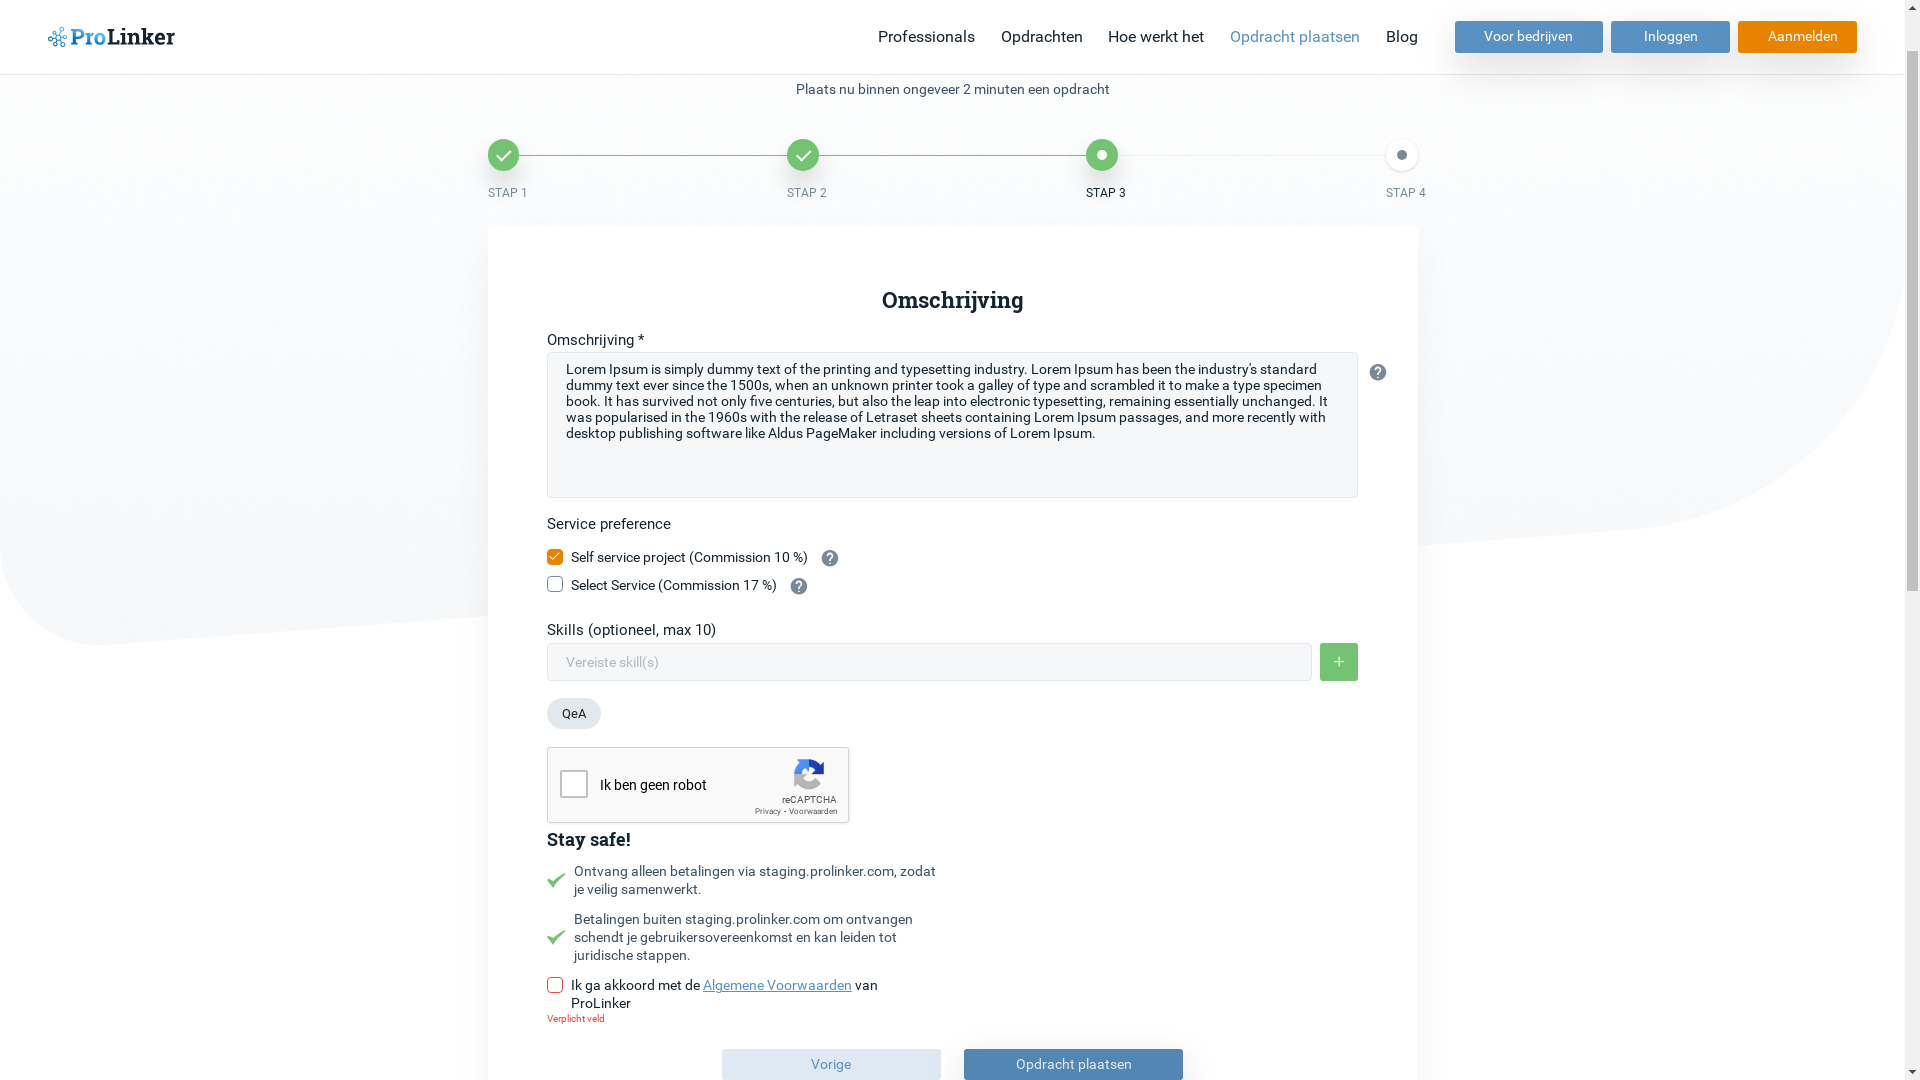 ProLinker
Professionals Opdrachten Hoe werkt het Opdracht plaatsen Blog Voor bedrijven Inloggen Aanmelden
Plaats nu binnen ongeveer 2 minuten een opdracht
STAP 1 STAP 2 STAP 3 STAP 4
Omschrijving
Omschrijving *
Lorem Ipsum is simply dummy text of the printing and typesetting industry. Lorem Ipsum has been the industry's standard
dummy text ever since the 1500s, when an unknown printer took a galley of type and scrambled it to make a type specimen
book. It has survived not only five centuries, but also the leap into electronic typesetting, remaining essentially unchanged. It
was popularised in the 1960s with the release of Letraset sheets containing Lorem Ipsum passages, and more recently with
desktop publishing software like Aldus PageMaker including versions of Lorem Ipsum.
Service preference
Self service project (Commission 10 %)
Select Service (Commission 17 %)
Skills (optioneel, max 10)
Vereiste skill(s)
+
QeA
Ik ben geen robot
reCAPTCHA
Privacy - Voorwaarden
Stay safe!
Ontvang alleen betalingen via staging.prolinker.com, zodat
je veilig samenwerkt.
Betalingen buiten staging.prolinker.com om ontvangen
schendt je gebruikersovereenkomst en kan leiden tot
juridische stappen.
Ik ga akkoord met de Algemene Voorwaarden van
ProLinker
Verplicht veld
Vorige Opdracht plaatsen